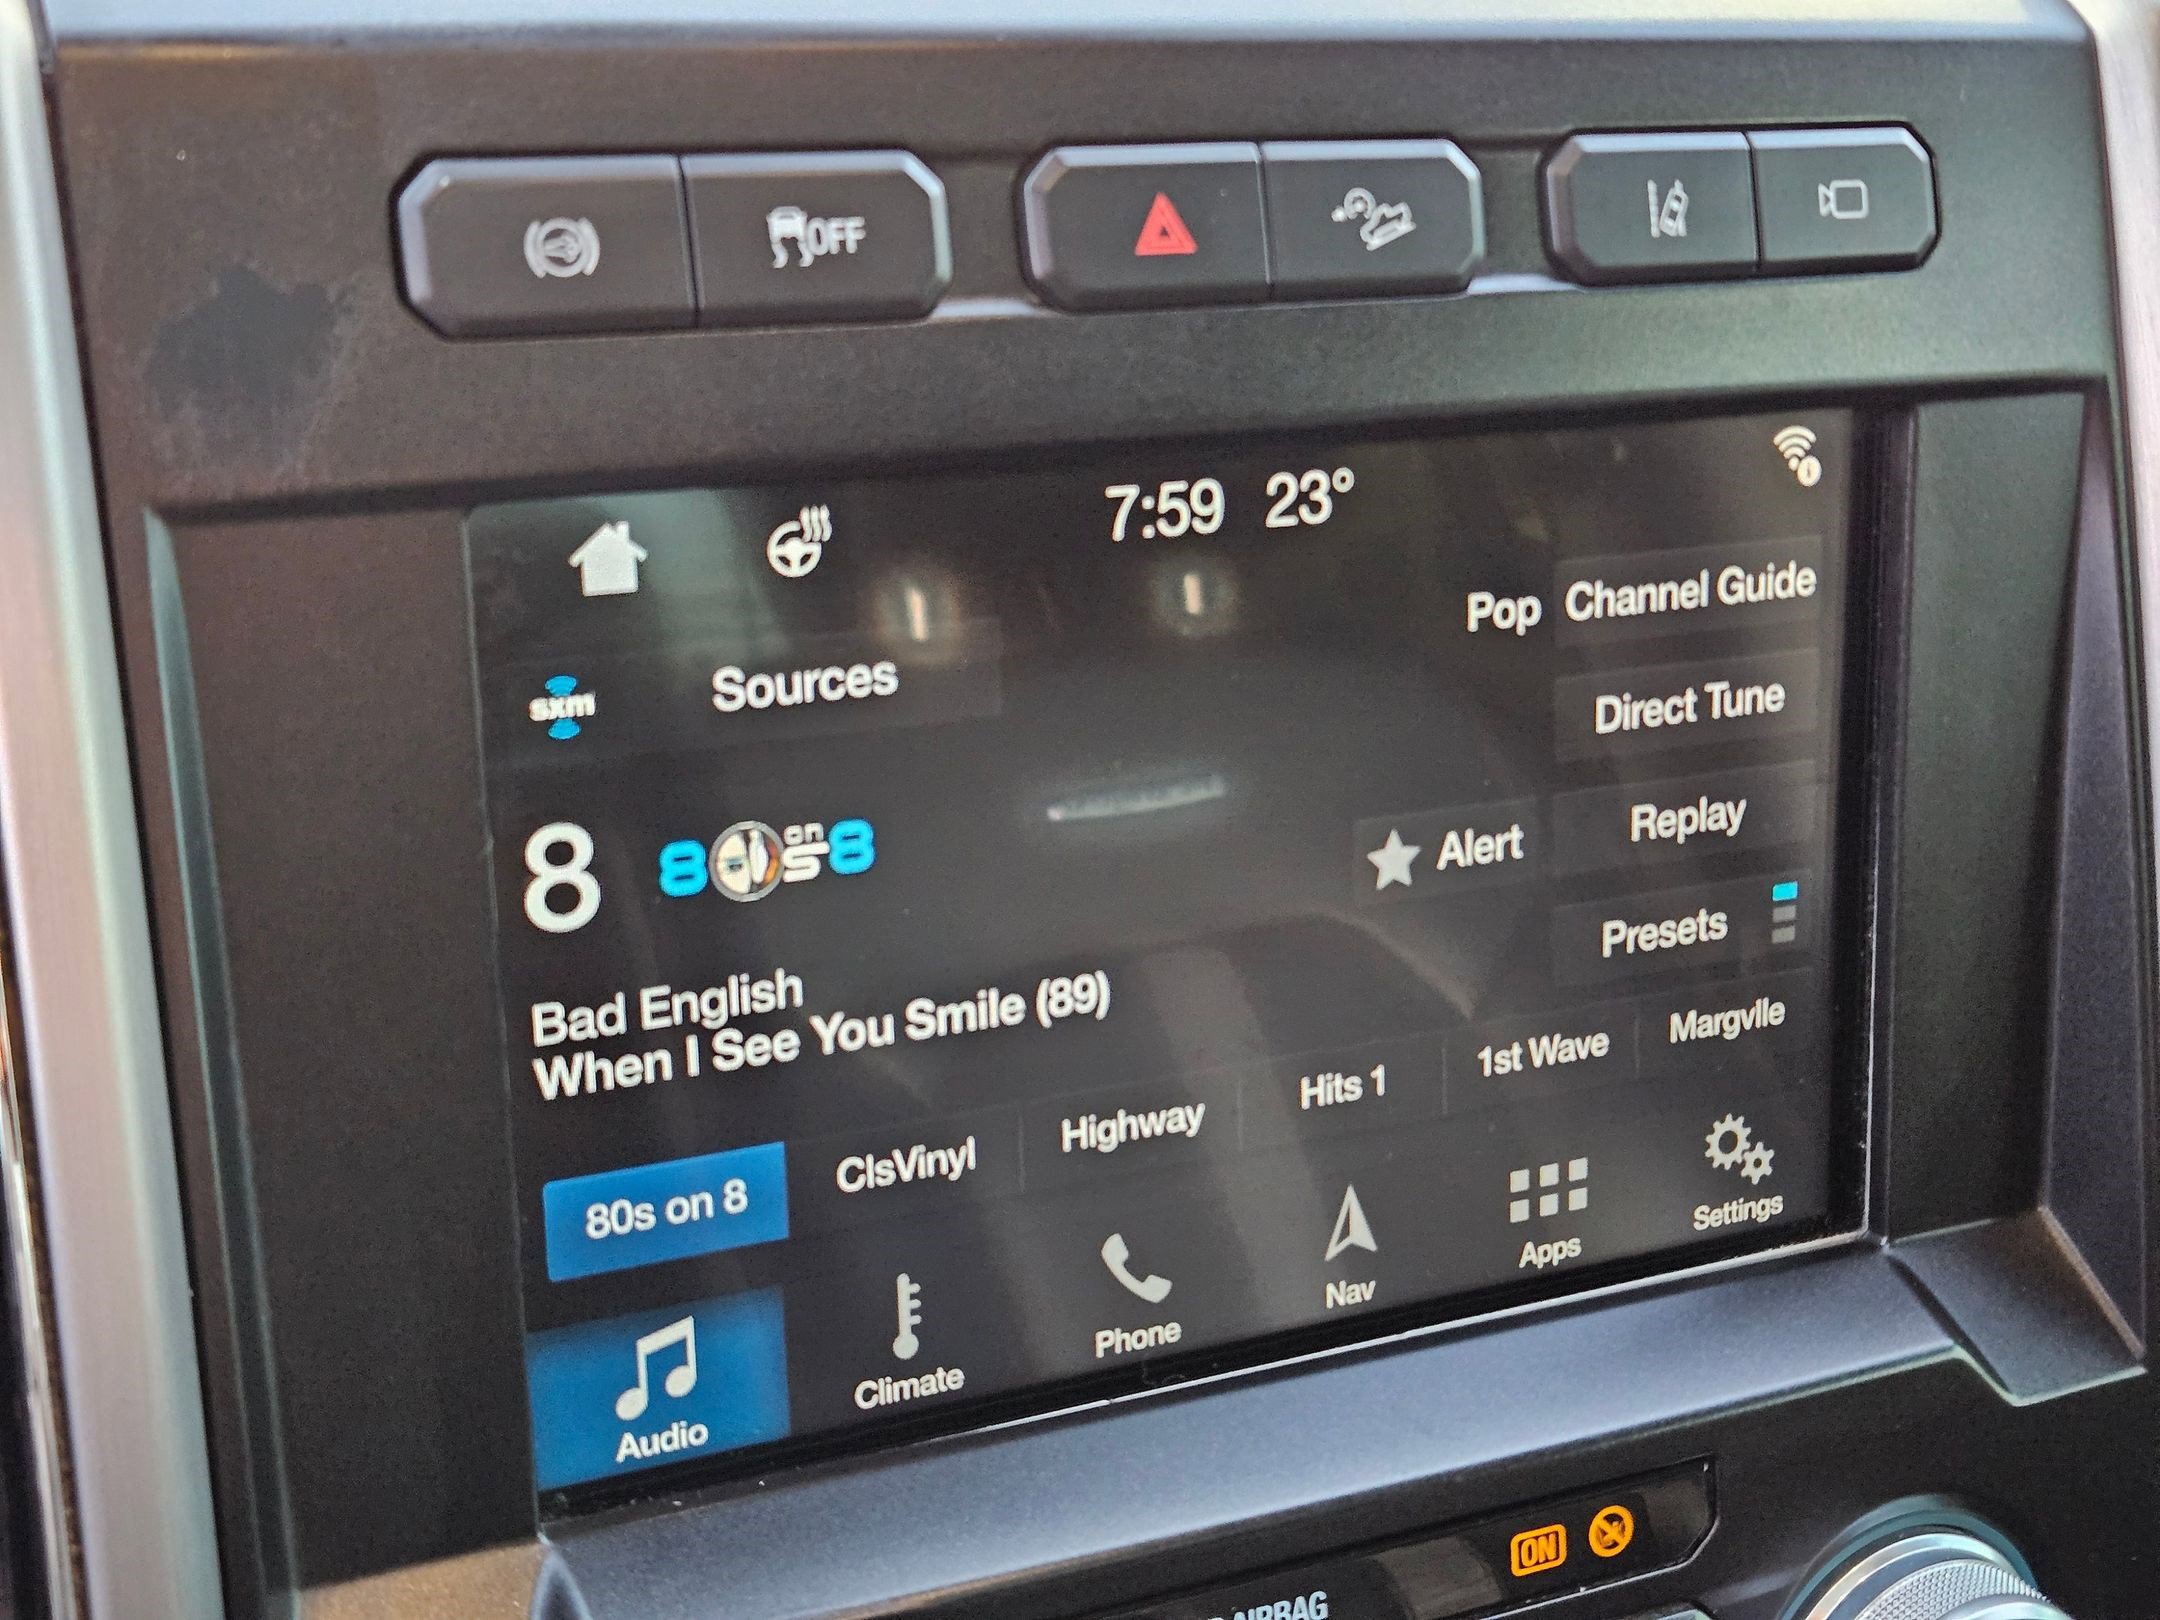 OFF
7:59 23°
Pop Channel Guide
sxm Sources
Direct Tune
8 80s on 8
Alert Replay
Presets
Bad English
When I See You Smile (89)
80s on 8 ClsVinyl Highway Hits 1 1st Wave Margvlle
Audio Climate Phone Nav Apps Settings
ON
AIRBAG